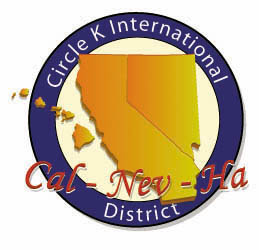 Circle K International
Cal - Nev - Ha
District